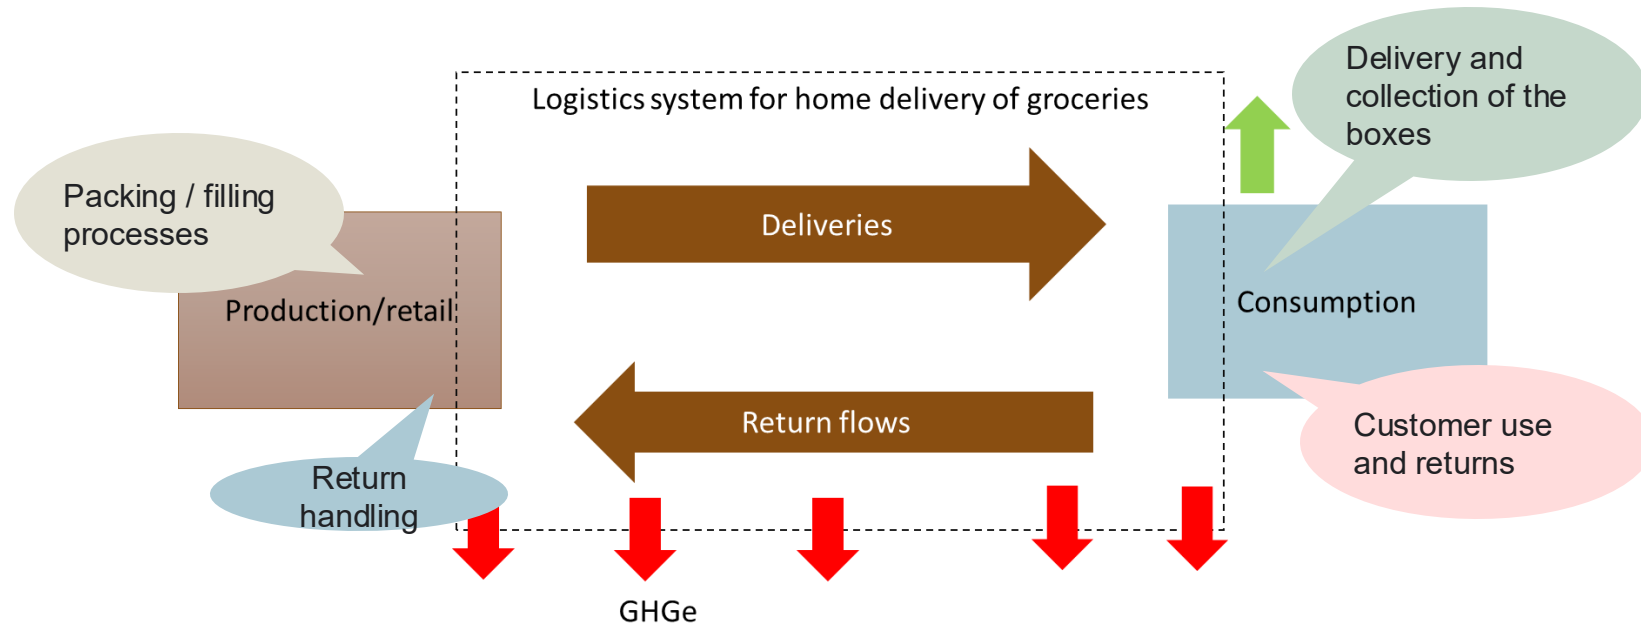 Logistics system for home delivery of groceries
Delivery and
collection of the
boxes
Packing / filling
processes
Deliveries
Production/retail
Consumption
Return flows
Customer use
and returns
Return
handling
GHGe